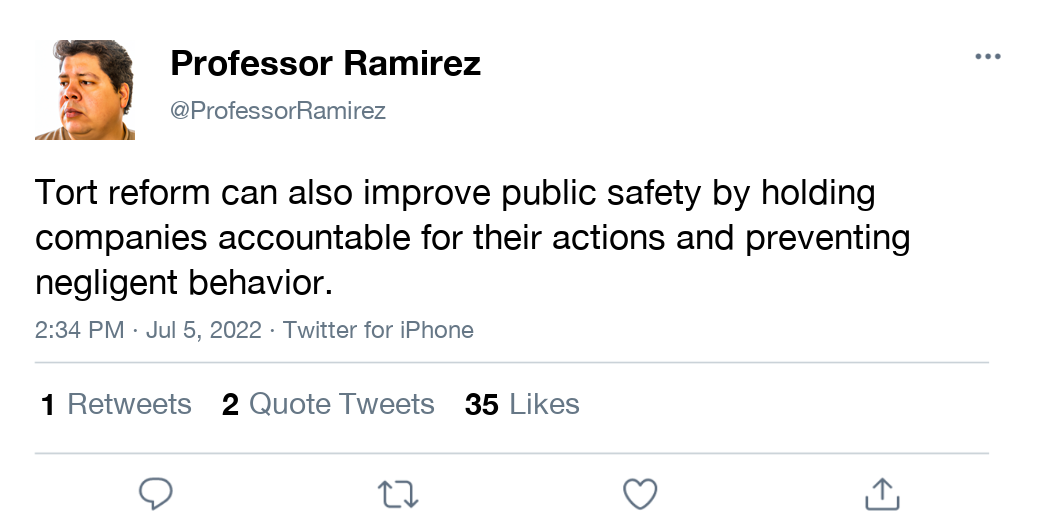 Professor Ramirez
@ProfessorRamirez
Tort reform can also improve public safety by holding
companies accountable for their actions and preventing
negligent behavior.
2:34 PM · Jul 5, 2022 · Twitter for iPhone
1 Retweets 2 Quote Tweets 35 Likes